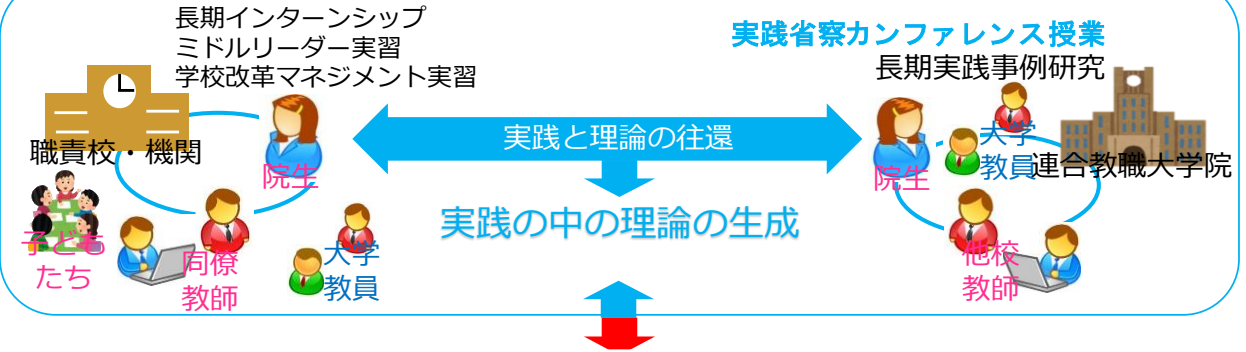 長期インターンシップ
ミドルリーダー実習
学校改革マネジメント実習
職責校・機関
院生
子ども
たち
同僚
教師
大学
教員
実践と理論の往還
実践の中の理論の生成
実践省察カンファレンス授業
長期実践事例研究
院生
大学
教員
連合教職大学院
他校
教師